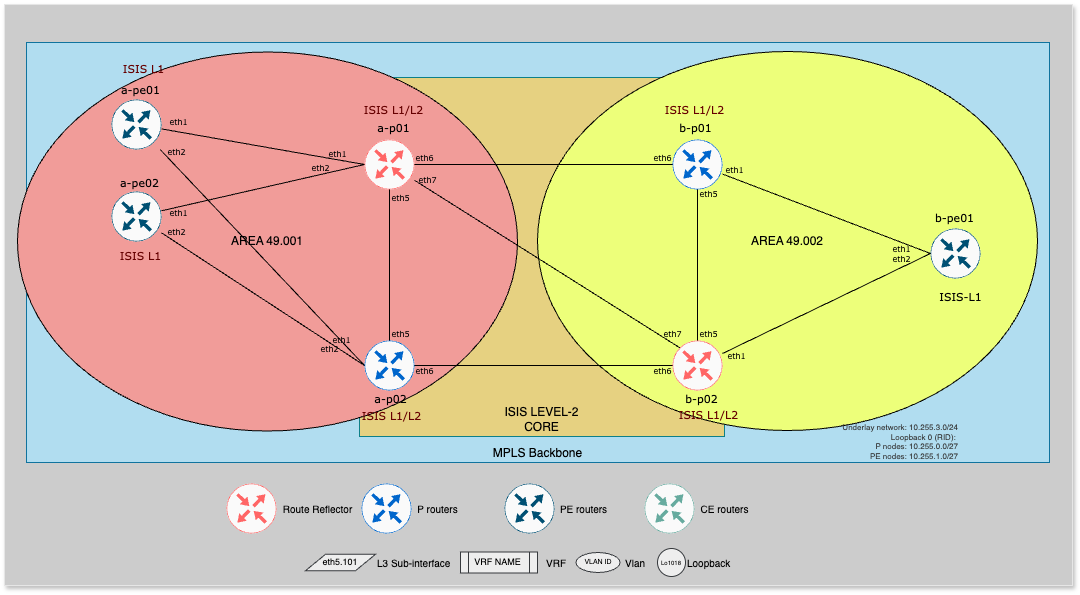 ISIS L1
a-pe01
eth1
eth2
a-pe02
eth1
eth2
ISIS L1
AREA 49.001
ISIS L1/L2
a-p01
eth1
eth2
eth6
eth7
eth5
eth5
eth1
eth2
eth6
a-p02
ISIS L1/L2
ISIS L1/L2
b-p01
eth6
eth1
eth5
AREA 49.002
b-pe01
eth1
eth2
ISIS-L1
eth7
eth5
eth6
eth1
b-p02
ISIS L1/L2
ISIS LEVEL-2
CORE
MPLS Backbone
Underlay network: 10.255.3.0/24
Loopback 0 (RID):
P nodes: 10.255.0.0/27
PE nodes: 10.255.1.0/27
Route Reflector
P routers
PE routers
CE routers
eth5.101
L3 Sub-interface
VRF NAME
VRF
VLAN ID
Vlan
Lo1018
Loopback